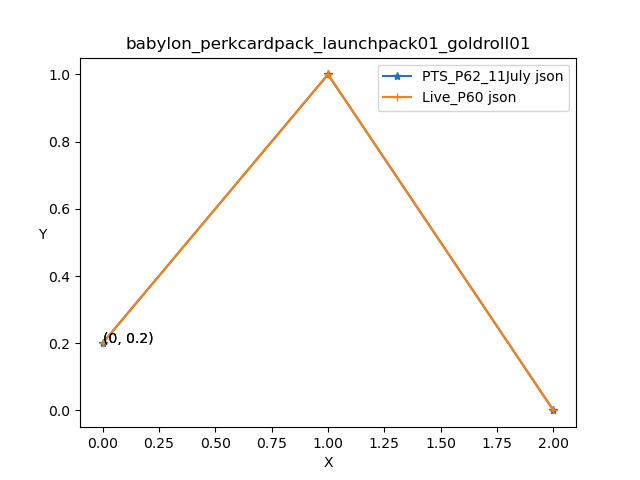 babylon_perkcardpack_launchpack01_goldroll01
PTS_P62_11July json
Live_P60 json
1.0
0.8
0.6
Y
0.4
0.2
(0, 0.2)
0.0
0.00 0.25 0.50 0.75 1.00 1.25 1.50 1.75 2.00
X